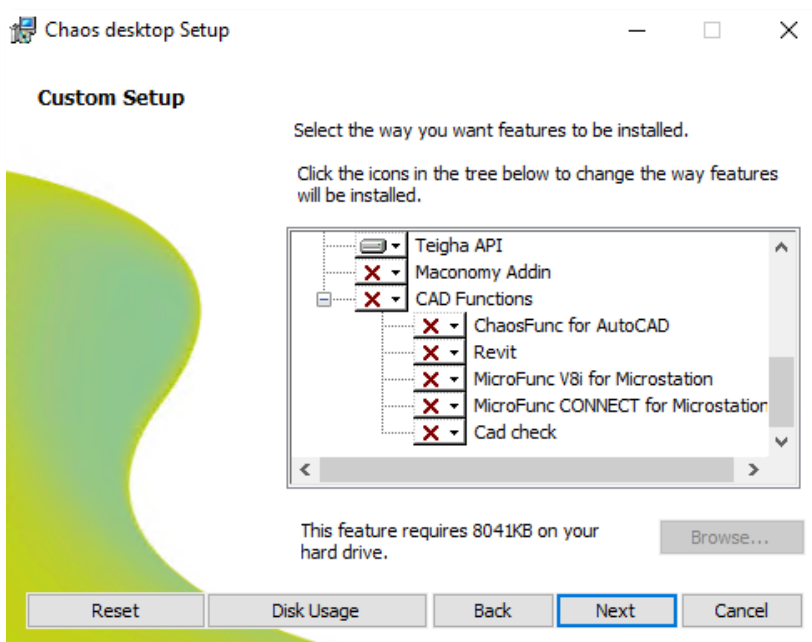 Chaos desktop Setup
Custom Setup
Select the way you want features to be installed.
Click the icons in the tree below to change the way features
will be installed.
Teigha API
Maconomy Addin
CAD Functions
ChaosFunc for AutoCAD
Revit
MicroFunc V8i for Microstation
MicroFunc CONNECT for Microstation
Cad check
This feature requires 8041KB on your
hard drive.
Browse...
Reset Disk Usage Back Next Cancel